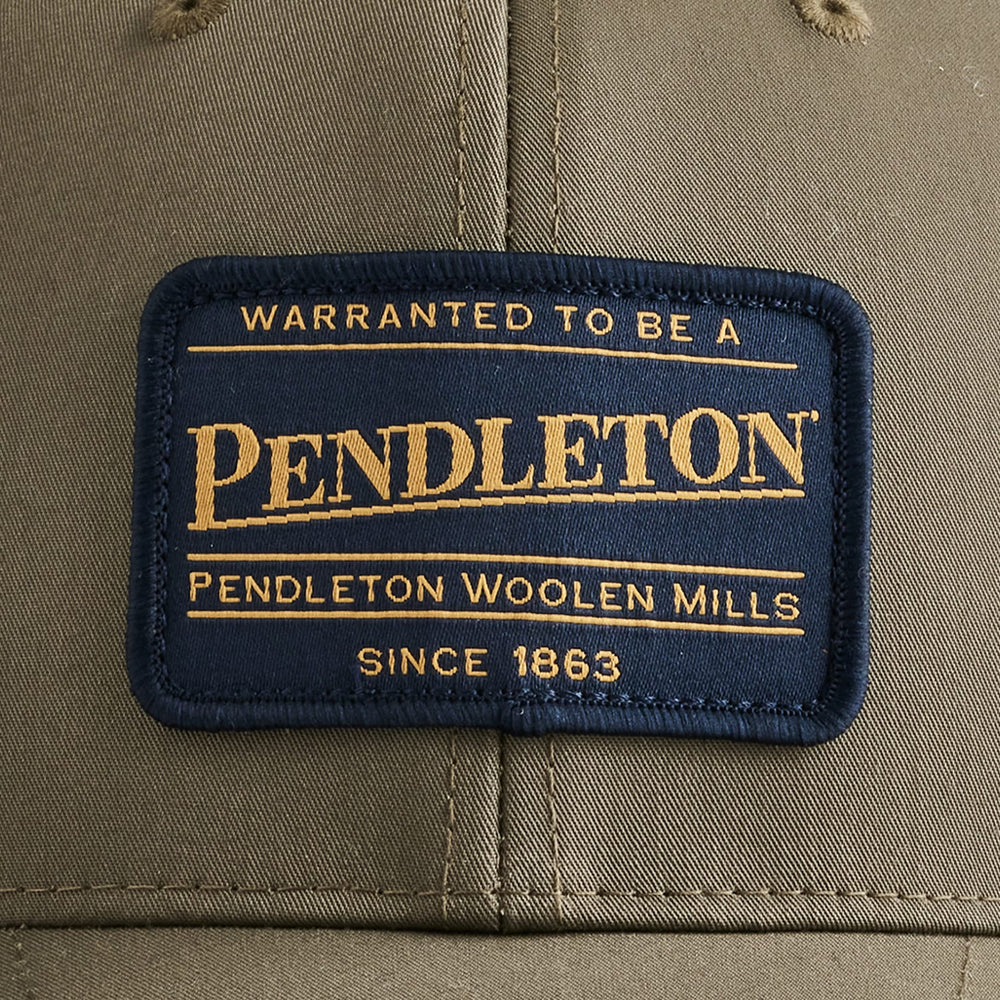 WARRANTED TO BE A
PENDLETON
PENDLETON WOOLEN MILLS
SINCE 1863